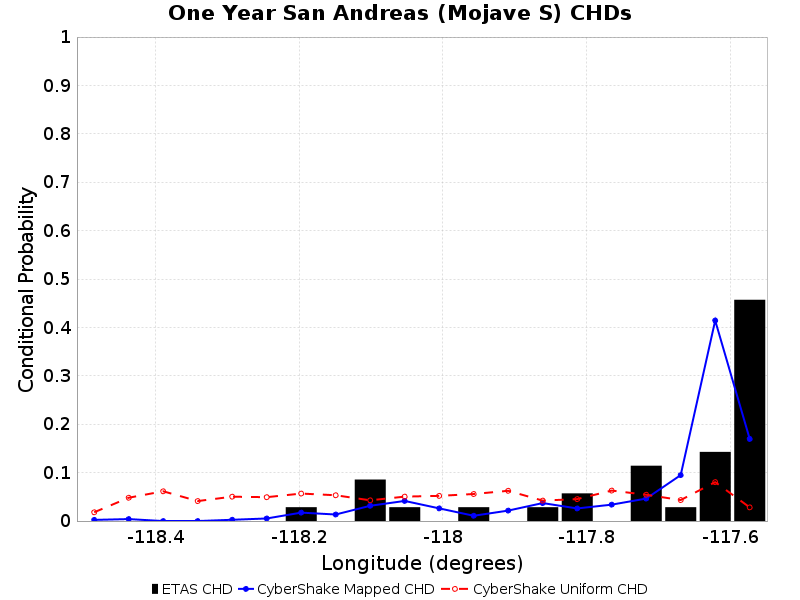 One Year San Andreas (Mojave S) CHDs
1
0.9
0.8
0.7
0.6
0.5
0.4
0.3
0.2
0.1
0
Conditional Probability
-118.4 -118.2 -118 -117.8 -117.6
Longitude (degrees)
ETAS CHD CyberShake Mapped CHD CyberShake Uniform CHD